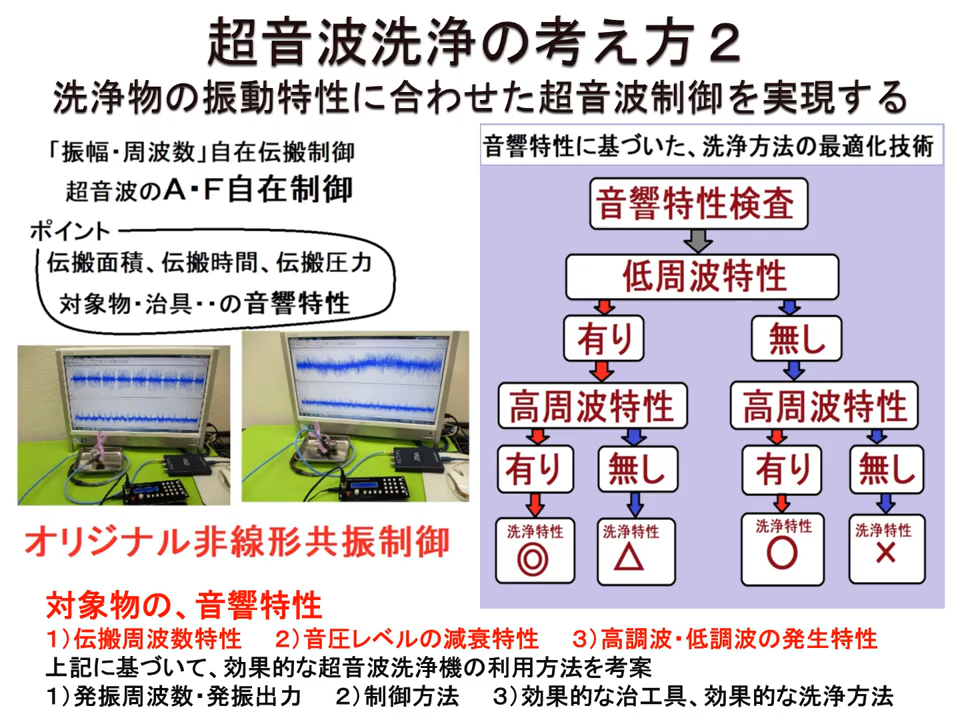 超音波洗浄の考え方２
洗浄物の振動特性に合わせた超音波制御を実現する
「振幅・周波数」自在伝搬制御
超音波のＡ・Ｆ自在制御
ポイント
伝搬面積、伝搬時間、伝搬圧力
対象物・治具・・の音響特性
オリジナル非線形共振制御
音響特性に基づいた、洗浄方法の最適化技術
音響特性検査
低周波特性
有り
無し
高周波特性
高周波特性
有り
無し
有り
無し
洗浄特性
◎
洗浄特性
△
洗浄特性
○
洗浄特性
×
対象物の、音響特性
１）伝搬周波数特性　２）音圧レベルの減衰特性　３）高調波・低調波の発生特性
上記に基づいて、効果的な超音波洗浄機の利用方法を考案
１）発振周波数・発振出力　２）制御方法　３）効果的な治工具、効果的な洗浄方法